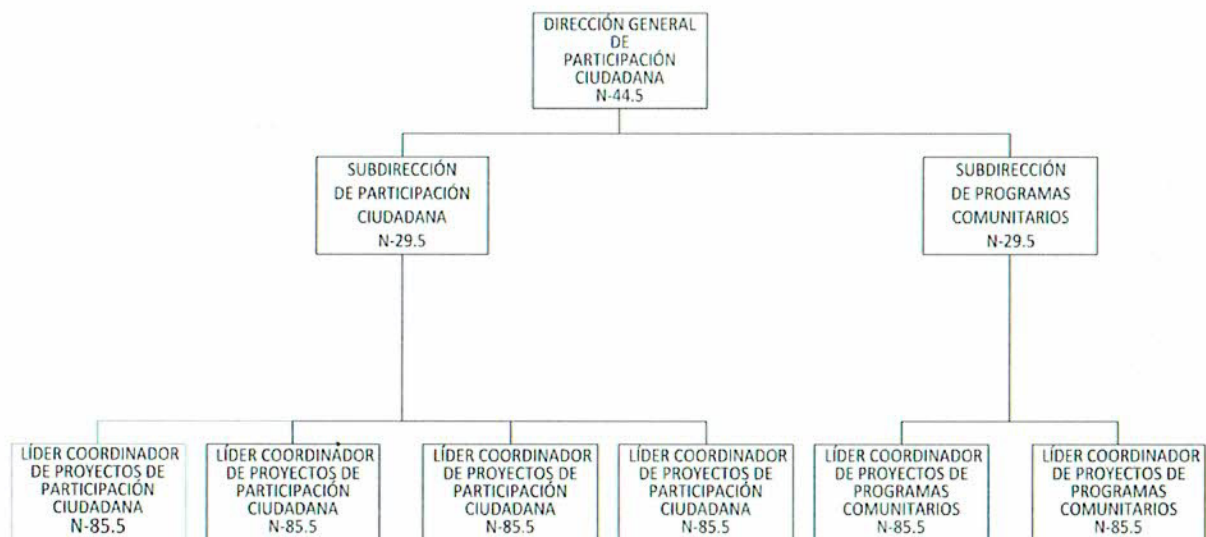 DIRECCIÓN GENERAL
DE
PARTICIPACIÓN
CIUDADANA
N-44.5
SUBDIRECCIÓN
DE PARTICIPACIÓN
CIUDADANA
N-29.5
SUBDIRECCIÓN
DE PROGRAMAS
COMUNITARIOS
N-29.5
LÍDER COORDINADOR
DE PROYECTOS DE
PARTICIPACIÓN
CIUDADANA
N-85.5
LÍDER COORDINADOR
DE PROYECTOS DE
PARTICIPACIÓN
CIUDADANA
N-85.5
LÍDER COORDINADOR
DE PROYECTOS DE
PARTICIPACIÓN
CIUDADANA
N-85.5
LÍDER COORDINADOR
DE PROYECTOS DE
PARTICIPACIÓN
CIUDADANA
N-85.5
LÍDER COORDINADOR
DE PROYECTOS DE
PROGRAMAS
COMUNITARIOS
N-85.5
LÍDER COORDINADOR
DE PROYECTOS DE
PROGRAMAS
COMUNITARIOS
N-85.5